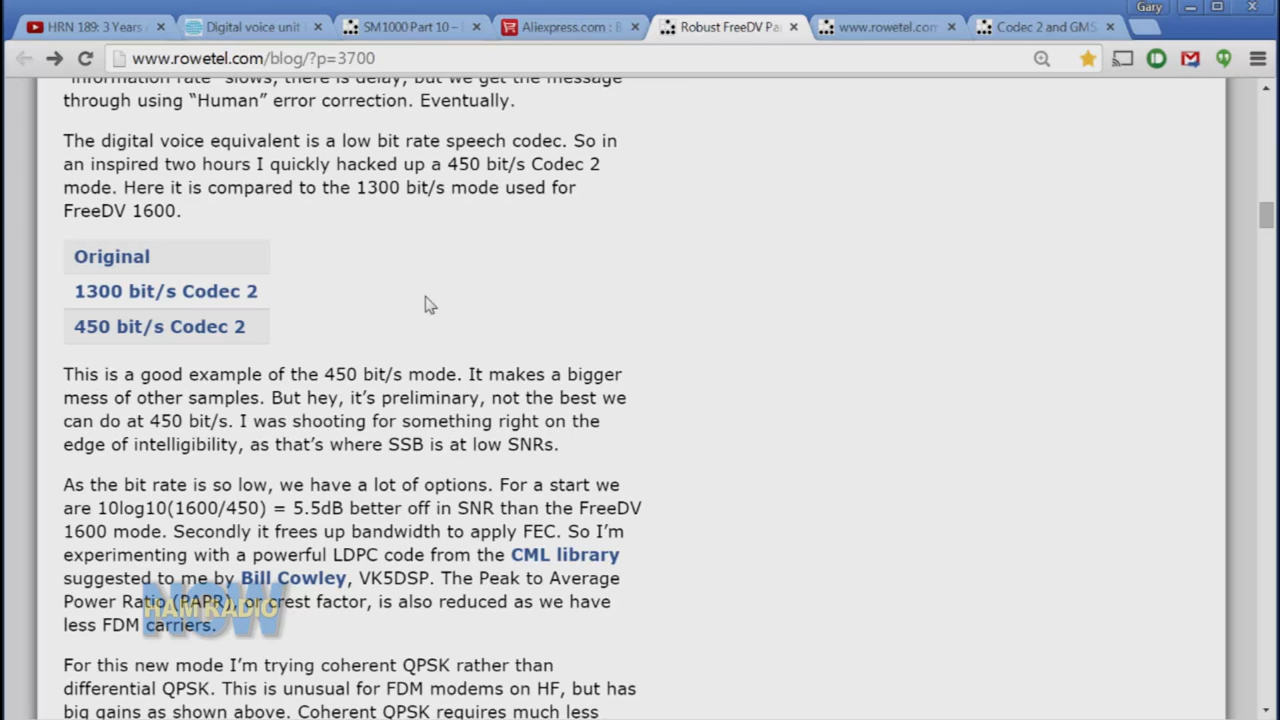 Gary
HRN 189: 3 Years
Digital voice unit
SM1000 Part 10 –
Aliexpress.com : B
Robust FreeDV Pa
www.rowetel.com
Codec 2 and GMS
www.rowetel.com/blog/?p=3700
"information rate" slows, there is delay, but we get the message
through using “Human” error correction. Eventually.
The digital voice equivalent is a low bit rate speech codec. So in
an inspired two hours I quickly hacked up a 450 bit/s Codec 2
mode. Here it is compared to the 1300 bit/s mode used for
FreeDV 1600.
Original
1300 bit/s Codec 2
450 bit/s Codec 2
This is a good example of the 450 bit/s mode. It makes a bigger
mess of other samples. But hey, it’s preliminary, not the best we
can do at 450 bit/s. I was shooting for something right on the
edge of intelligibility, as that’s where SSB is at low SNRs.
As the bit rate is so low, we have a lot of options. For a start we
are 10log10(1600/450) = 5.5dB better off in SNR than the FreeDV
1600 mode. Secondly it frees up bandwidth to apply FEC. So I’m
experimenting with a powerful LDPC code from the CML library
suggested to me by Bill Cowley, VK5DSP. The Peak to Average
Power Ratio (PAPR), or crest factor, is also reduced as we have
less FDM carriers.
HAM RADIO
NOW
For this new mode I’m trying coherent QPSK rather than
differential QPSK. This is unusual for FDM modems on HF, but has
big gains as shown above. Coherent QPSK requires much less